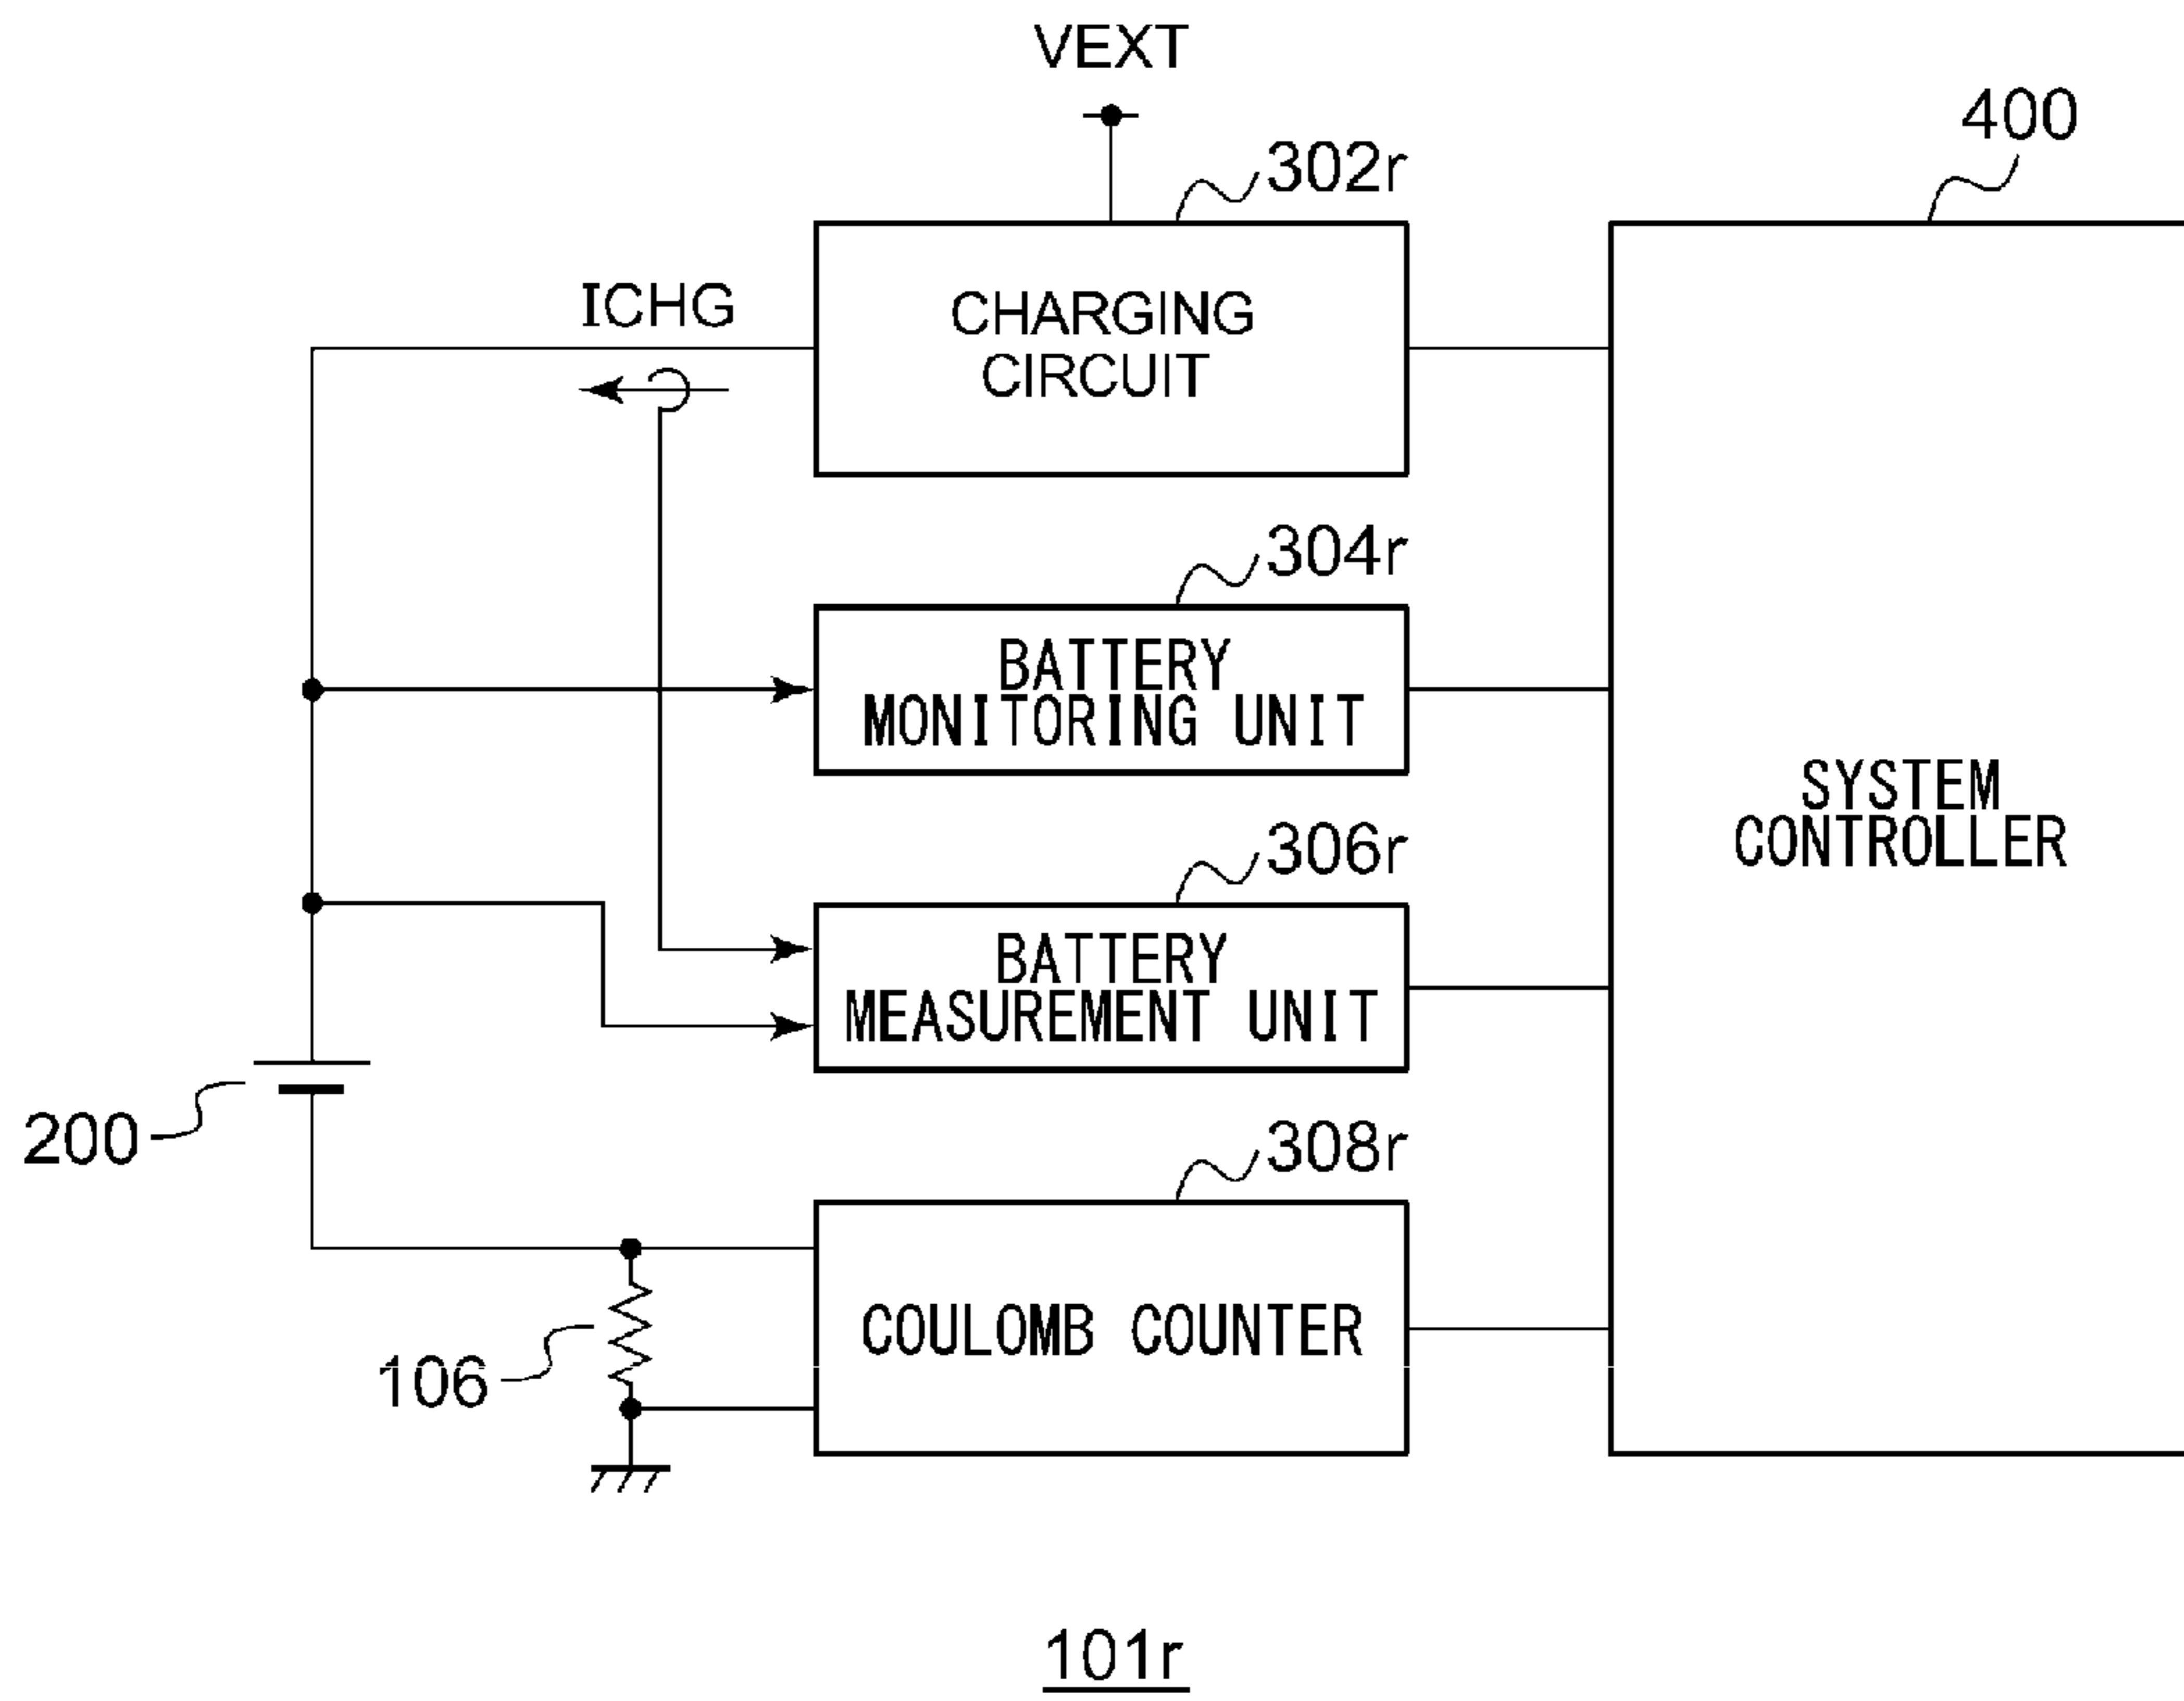 VEXT
400
302r
ICHG
CHARGING
CIRCUIT
304r
BATTERY
MONITORING UNIT
SYSTEM
CONTROLLER
306r
BATTERY
MEASUREMENT UNIT
200
308r
COULOMB COUNTER
106
101r